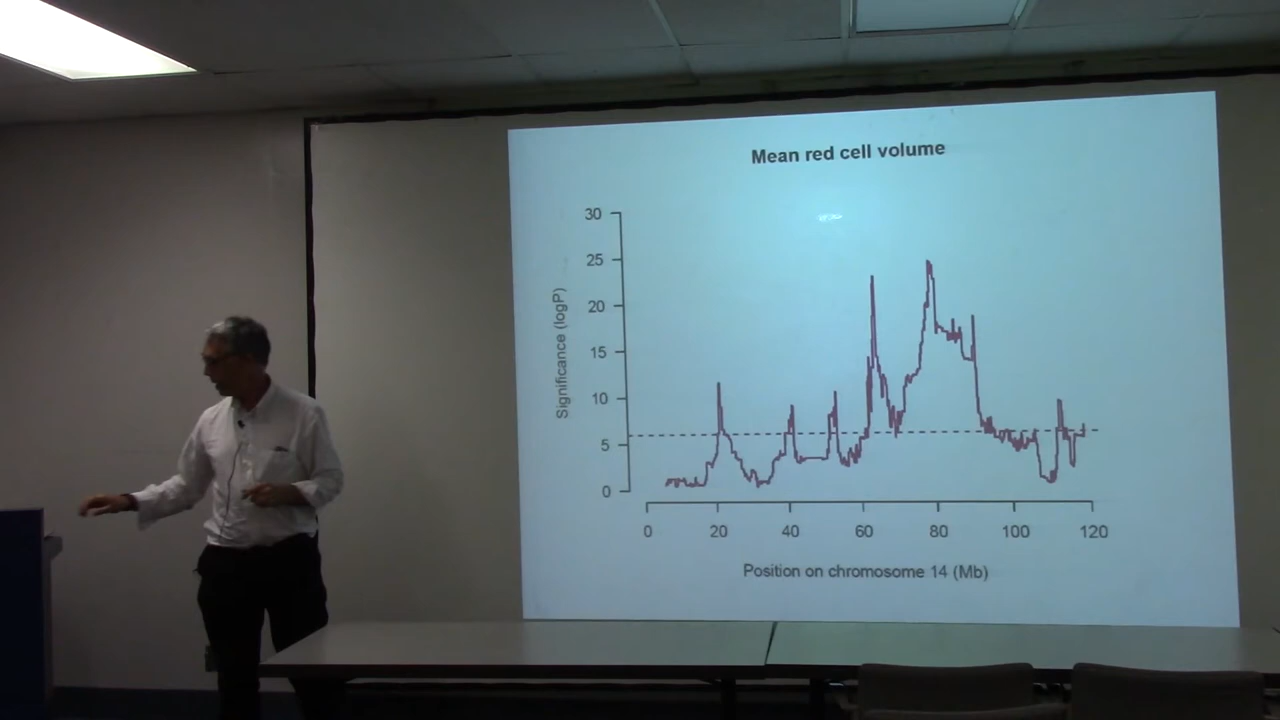 Mean red cell volume
30
25
20
15
10
5
0
Significance (logP)
0 20 40 60 80 100 120
Position on chromosome 14 (Mb)